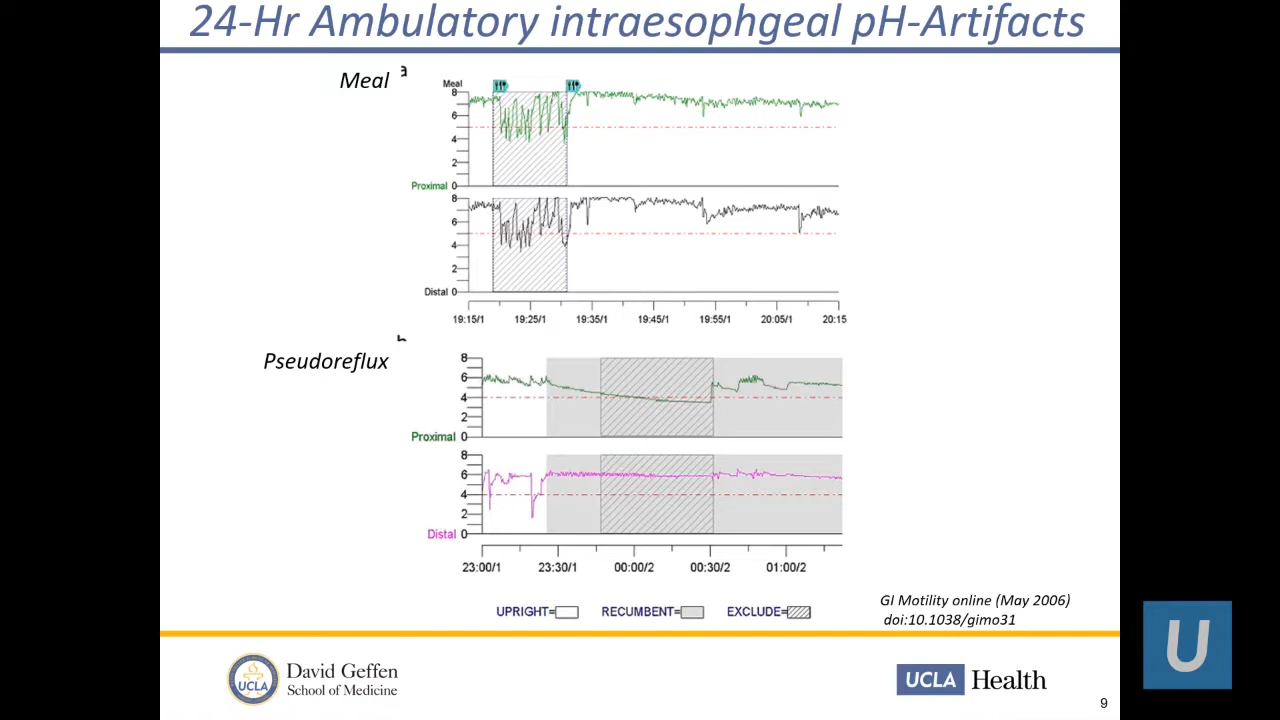 24-Hr Ambulatory intraesophgeal pH-Artifacts
Meal
a
Meal
8
6
4
2
Proximal 0
8
6
4
2
Distal 0
19:15/1 19:25/1 19:35/1 19:45/1 19:55/1 20:05/1 20:15
Pseudoreflux
8
6
4
2
Proximal 0
8
6
4
2
Distal 0
23:00/1 23:30/1 00:00/2 00:30/2 01:00/2
UPRIGHT= RECUMBENT= EXCLUDE=
GI Motility online (May 2006)
doi:10.1038/gimo31
UCLA
David Geffen
School of Medicine
UCLA Health
9
U